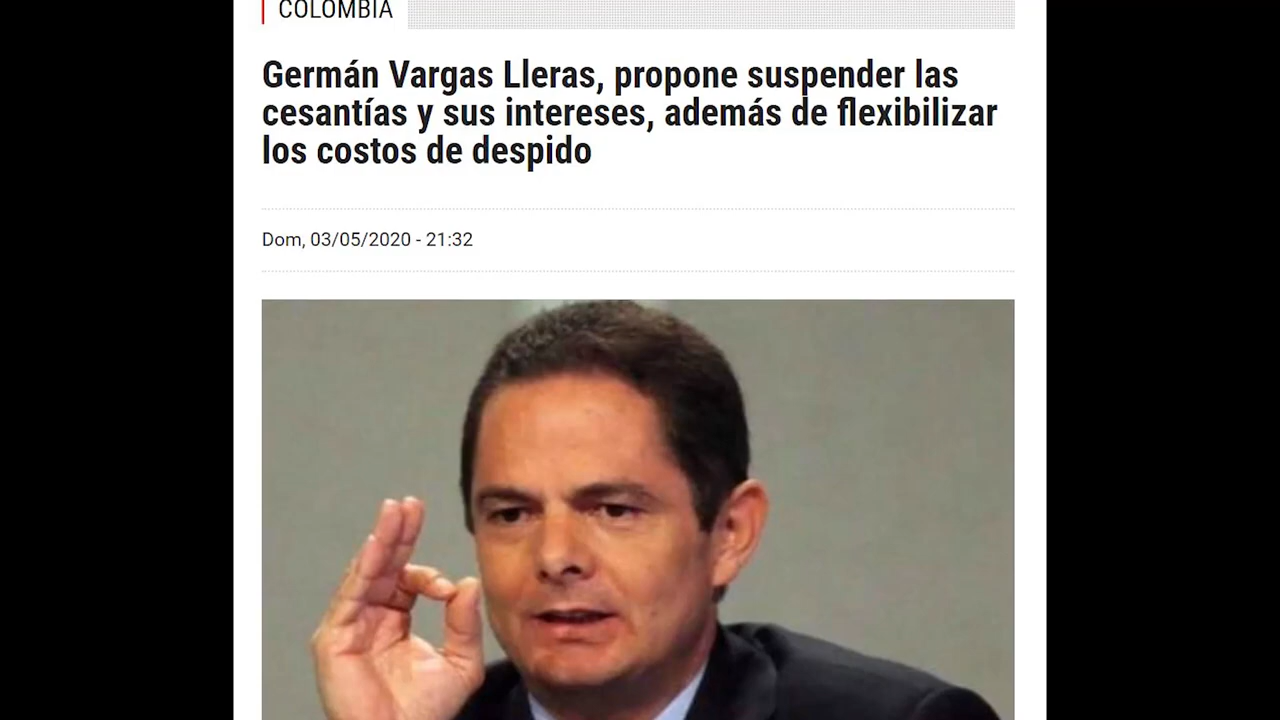 COLOMBIA
Germán Vargas Lleras, propone suspender las
cesantías y sus intereses, además de flexibilizar
los costos de despido
Dom, 03/05/2020 - 21:32